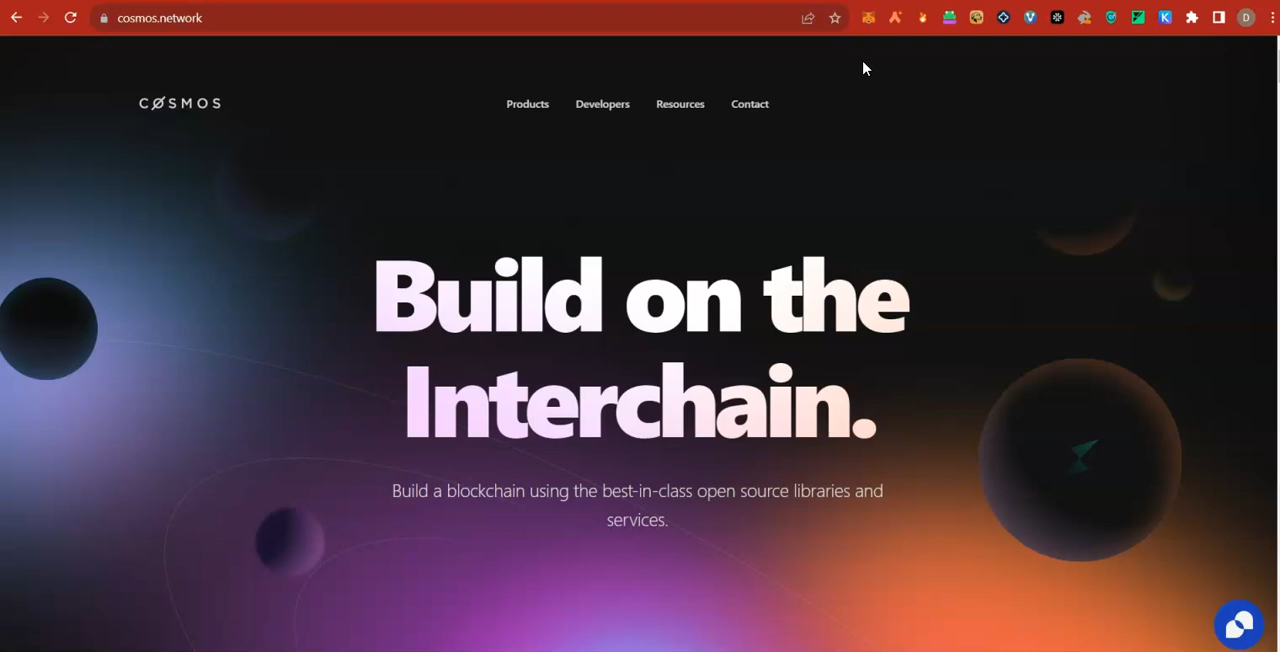 cosmos.network
D
CØSMOS
Products Developers Resources Contact
Build on the
Interchain.
Build a blockchain using the best-in-class open source libraries and
services.